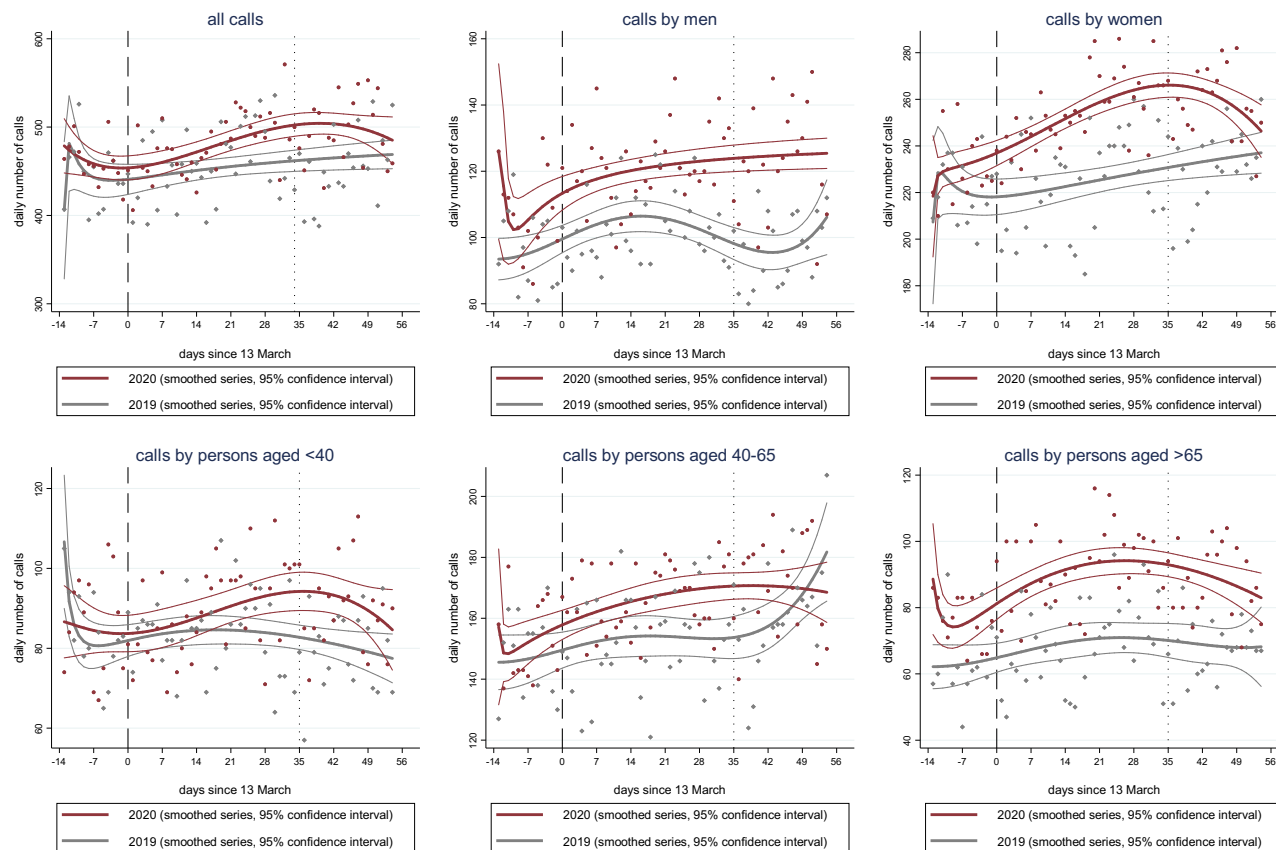 all calls
calls by men
calls by women
daily number of calls
600
500
400
300
-14 -7 0 7 14 21 28 35 42 49 56
days since 13 March
2020 (smoothed series, 95% confidence interval)
2019 (smoothed series, 95% confidence interval)
daily number of calls
160
140
120
100
80
-14 -7 0 7 14 21 28 35 42 49 56
days since 13 March
2020 (smoothed series, 95% confidence interval)
2019 (smoothed series, 95% confidence interval)
daily number of calls
280
260
240
220
200
180
-14 -7 0 7 14 21 28 35 42 49 56
days since 13 March
2020 (smoothed series, 95% confidence interval)
2019 (smoothed series, 95% confidence interval)
calls by persons aged <40
calls by persons aged 40-65
calls by persons aged >65
daily number of calls
120
100
80
60
-14 -7 0 7 14 21 28 35 42 49 56
days since 13 March
2020 (smoothed series, 95% confidence interval)
2019 (smoothed series, 95% confidence interval)
daily number of calls
200
180
160
140
120
-14 -7 0 7 14 21 28 35 42 49 56
days since 13 March
2020 (smoothed series, 95% confidence interval)
2019 (smoothed series, 95% confidence interval)
daily number of calls
120
100
80
60
40
-14 -7 0 7 14 21 28 35 42 49 56
days since 13 March
2020 (smoothed series, 95% confidence interval)
2019 (smoothed series, 95% confidence interval)